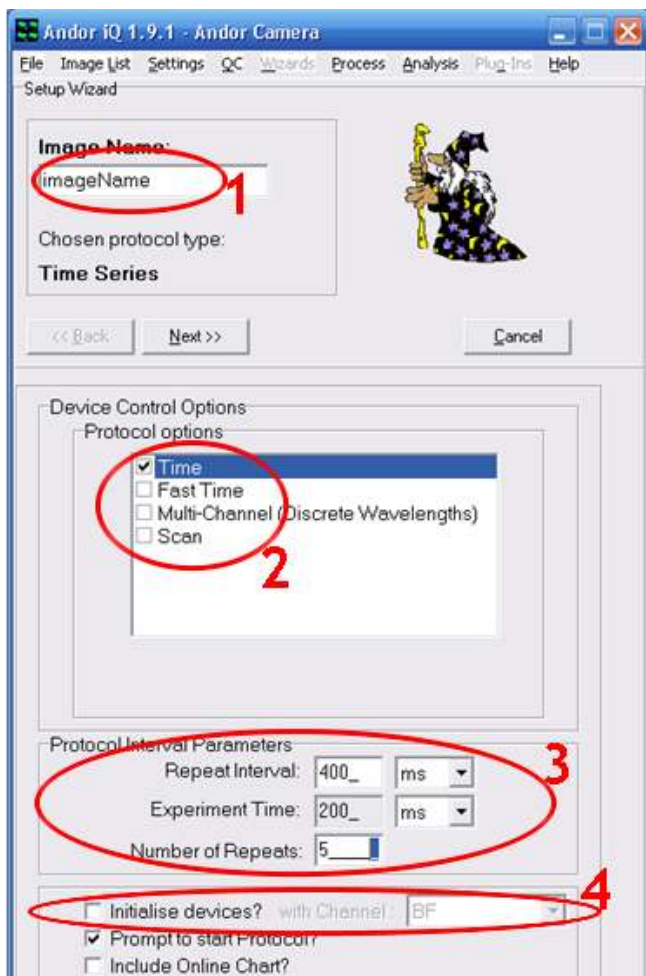 Andor iQ 1.9.1 - Andor Camera
File Image List Settings QC Wizards Process Analysis Plug-Ins Help
Setup Wizard
Image Name:
imageName
1
Chosen protocol type:
Time Series
<< Back Next >> Cancel
Device Control Options
Protocol options
Time
Fast Time
Multi-Channel (Discrete Wavelengths)
Scan
2
Protocol Interval Parameters
3
Repeat Interval: 400_ ms
Experiment Time: 200_ ms
Number of Repeats: 5____
4
Initialise devices? with Channel: BF
Prompt to start Protocol?
Include Online Chart?